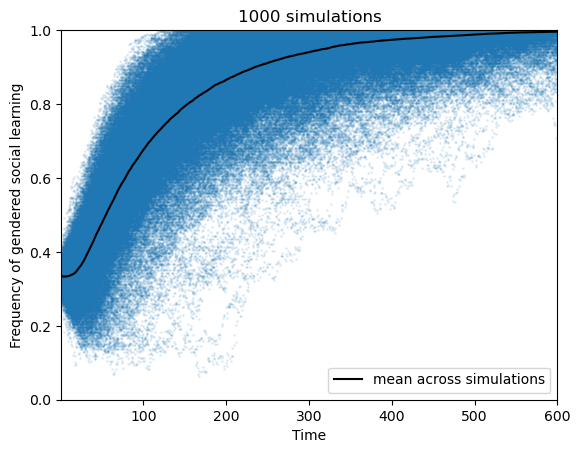 1000 simulations
Frequency of gendered social learning
1.0
0.8
0.6
0.4
0.2
0.0
mean across simulations
100 200 300 400 500 600
Time